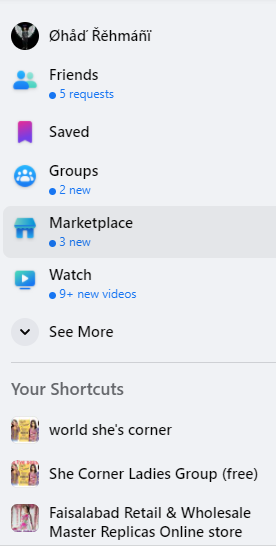 Øhåď Řěhmáñï
Friends
5 requests
Saved
Groups
2 new
Marketplace
3 new
Watch
9+ new videos
See More
Your Shortcuts
world she's corner
She Corner Ladies Group (free)
Faisalabad Retail & Wholesale
Master Replicas Online store